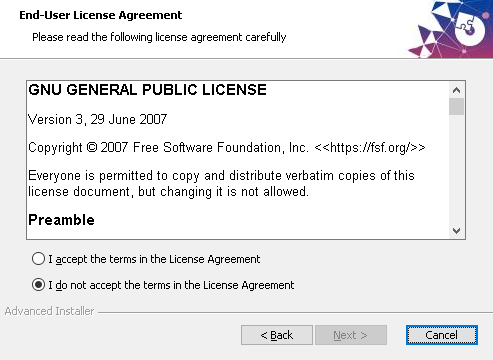 End-User License Agreement
Please read the following license agreement carefully
GNU GENERAL PUBLIC LICENSE
Version 3, 29 June 2007
Copyright © 2007 Free Software Foundation, Inc. <<https://fsf.org/>>
Everyone is permitted to copy and distribute verbatim copies of this
license document, but changing it is not allowed.
Preamble
I accept the terms in the License Agreement
I do not accept the terms in the License Agreement
Advanced Installer
< Back
Next >
Cancel